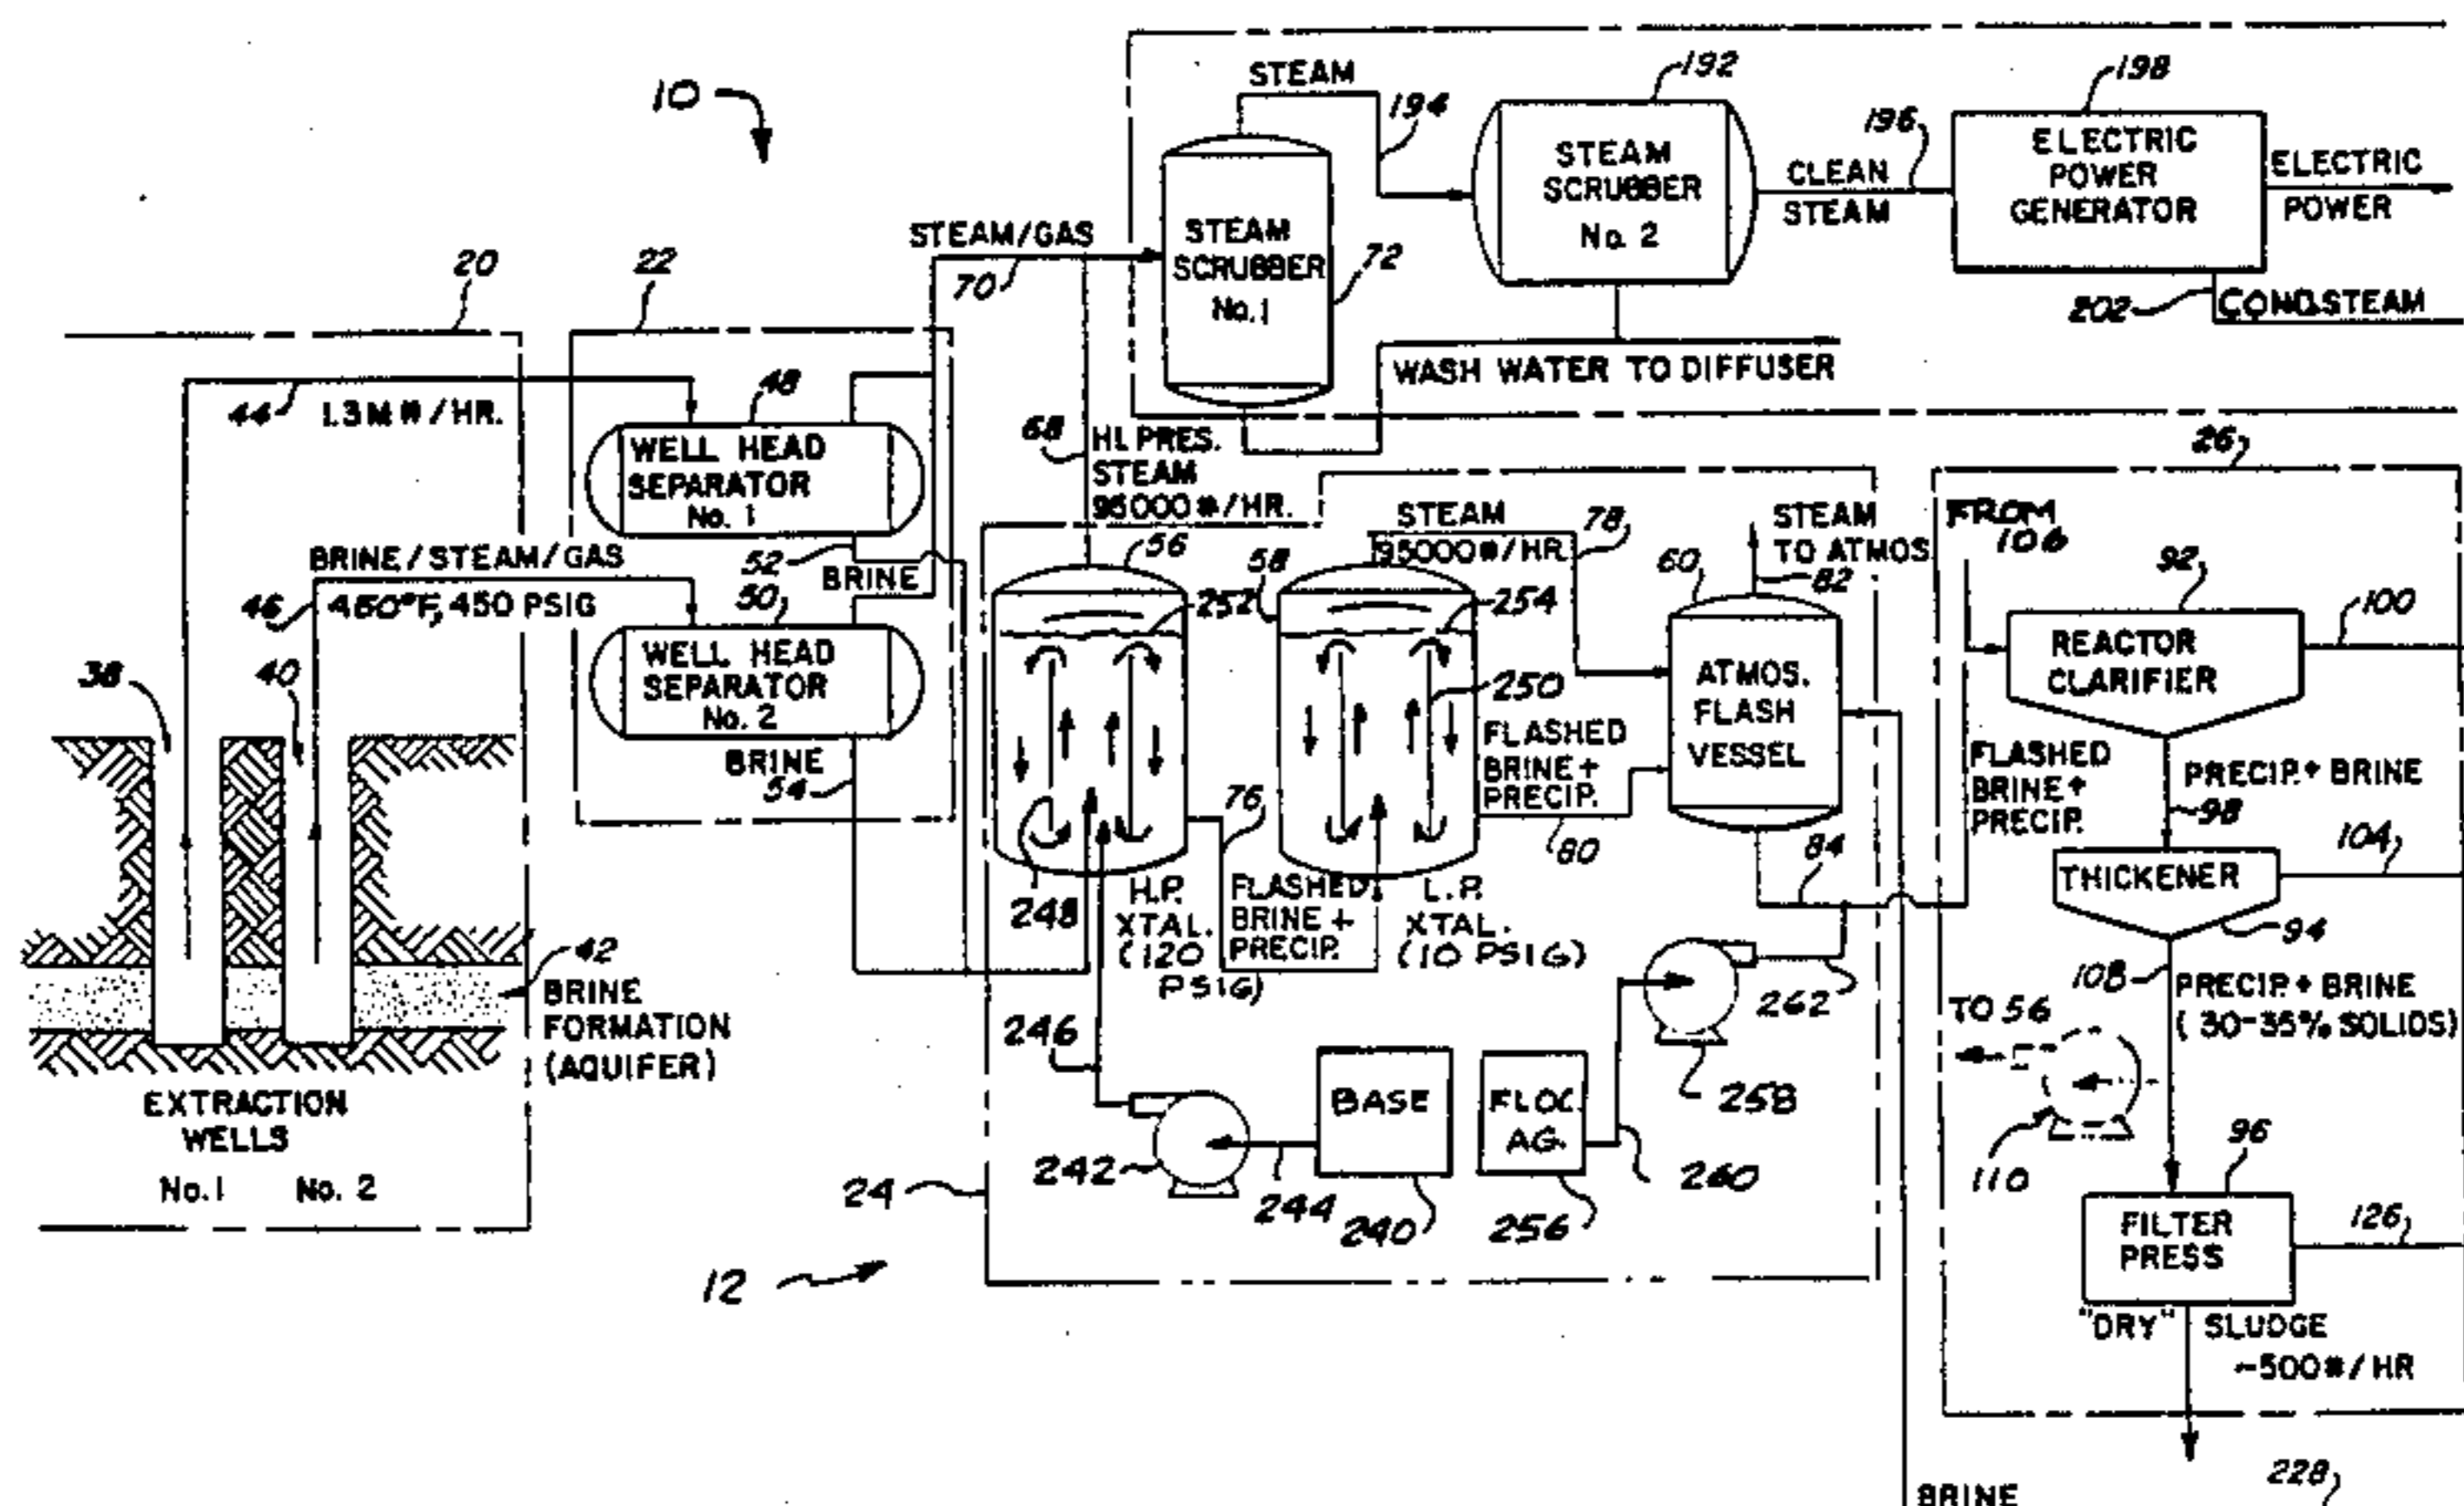 10
STEAM
194
192
STEAM
SCRUBBER
No. 2
196
CLEAN
STEAM
198
ELECTRIC
POWER
GENERATOR
ELECTRIC
POWER
202
COND.STEAM
STEAM/GAS
70
STEAM
SCRUBBER
No. 1
72
WASH WATER TO DIFFUSER
20
22
44
1.3M#/HR.
48
WELL HEAD
SEPARATOR
No. 1
52
BRINE
BRINE/STEAM/GAS
46
450°F, 450 PSIG
50
WELL HEAD
SEPARATOR
No. 2
BRINE
54
38
40
42
BRINE
FORMATION
(AQUIFER)
EXTRACTION
WELLS
No. 1 No. 2
68
HI. PRES.
STEAM
95000#/HR.
56
252
248
H.P.
XTAL.
(120
PSIG)
76
FLASHED
BRINE +
PRECIP.
STEAM
95000#/HR.
78
58
254
250
L.P.
XTAL.
(10 PSIG)
FLASHED
BRINE +
PRECIP.
80
STEAM
TO ATMOS
82
60
ATMOS.
FLASH
VESSEL
84
246
242
244
BASE
240
FLOC.
AG.
256
260
258
262
24
12
26
FROM
106
92
REACTOR
CLARIFIER
100
FLASHED
BRINE +
PRECIP.
PRECIP. + BRINE
98
THICKENER
104
94
108
PRECIP. + BRINE
(30-35% SOLIDS)
TO 56
110
96
FILTER
PRESS
126
"DRY" SLUDGE
~500#/HR
228
BRINE